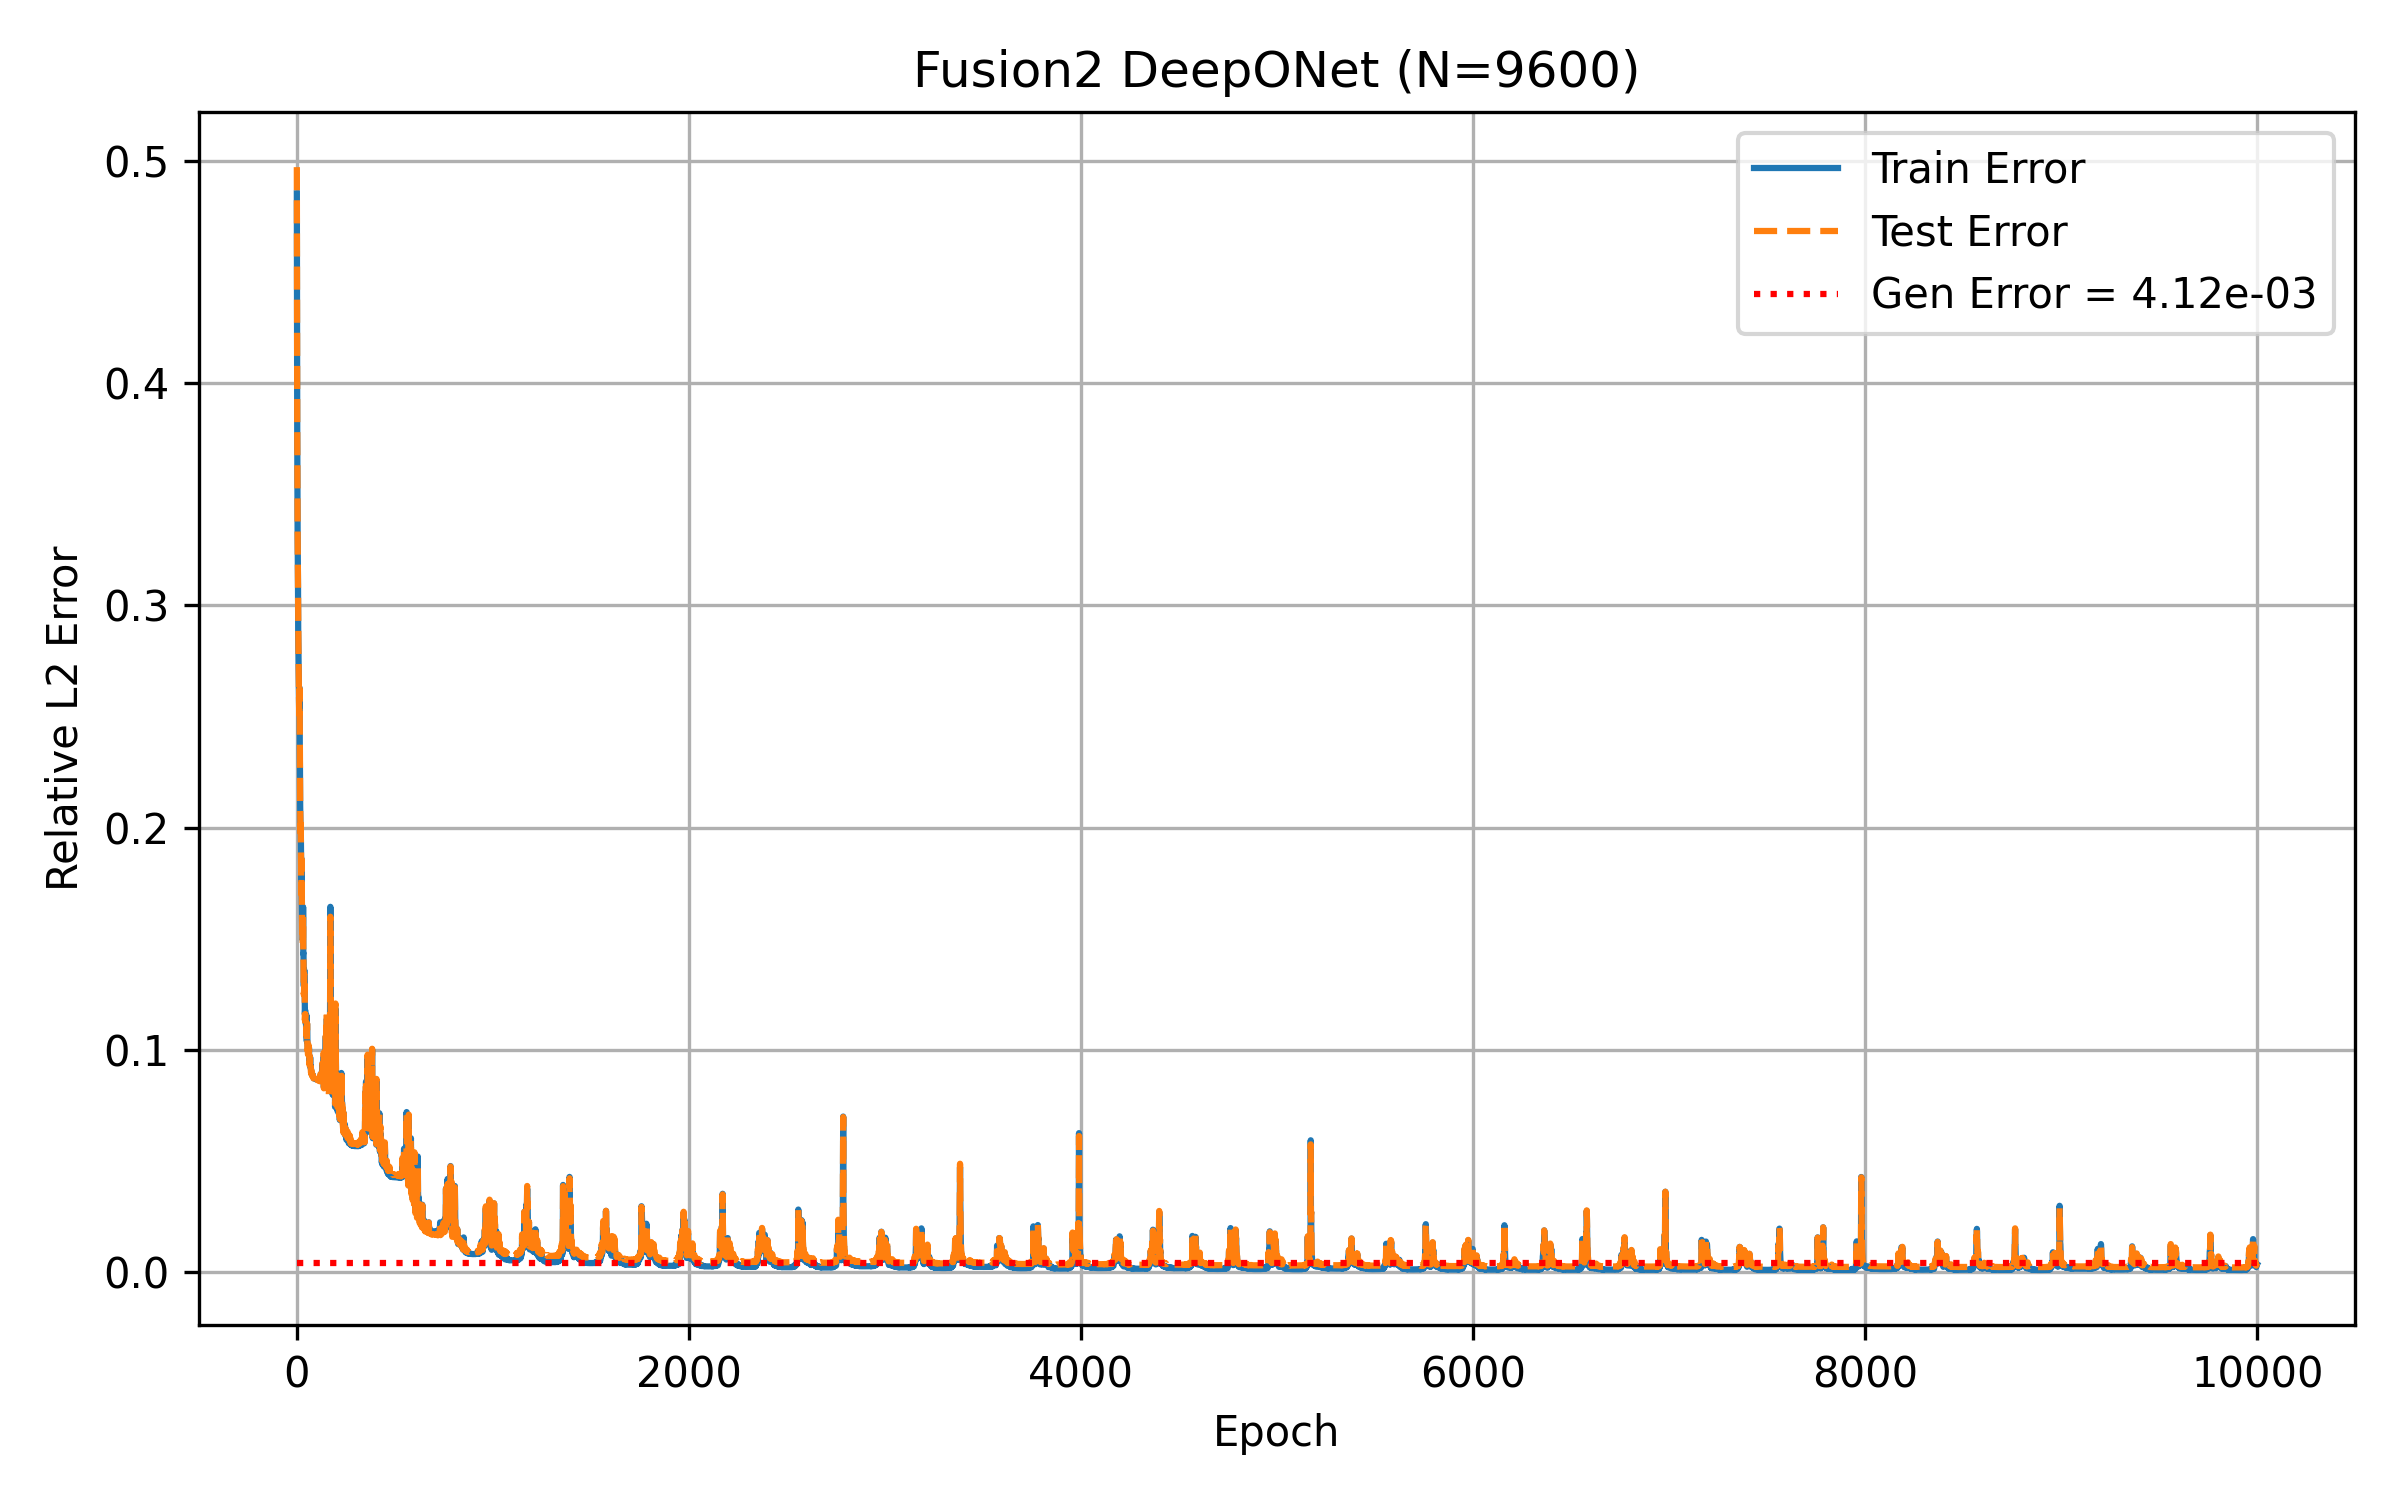 Fusion2 DeepONet (N=9600)
Train Error
Test Error
Gen Error = 4.12e-03
Relative L2 Error
0.5
0.4
0.3
0.2
0.1
0.0
0 2000 4000 6000 8000 10000
Epoch